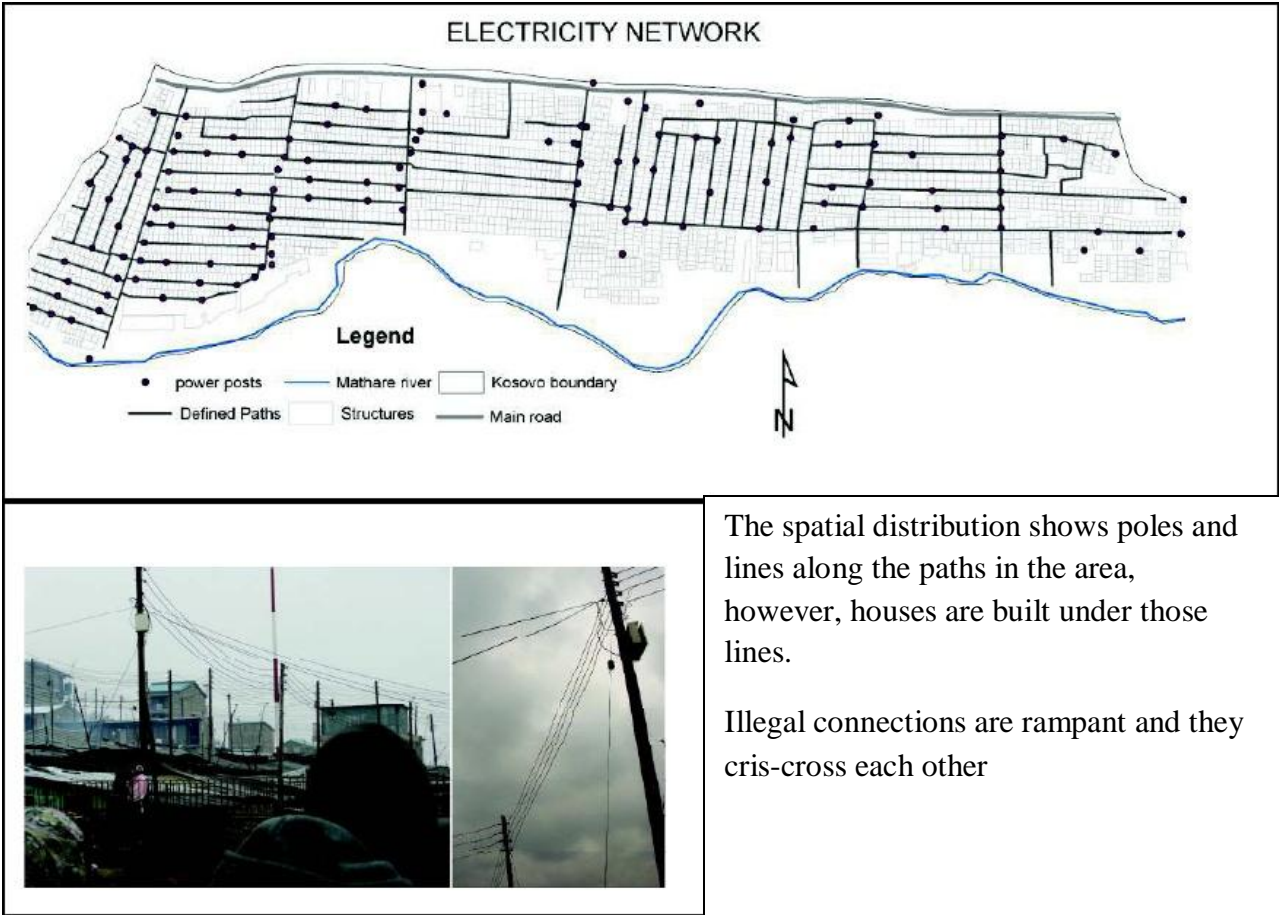 ELECTRICITY NETWORK
Legend
power posts
Mathare river
Kosovo boundary
Defined Paths
Structures
Main road
N
The spatial distribution shows poles and
lines along the paths in the area,
however, houses are built under those
lines.
Illegal connections are rampant and they
cris-cross each other